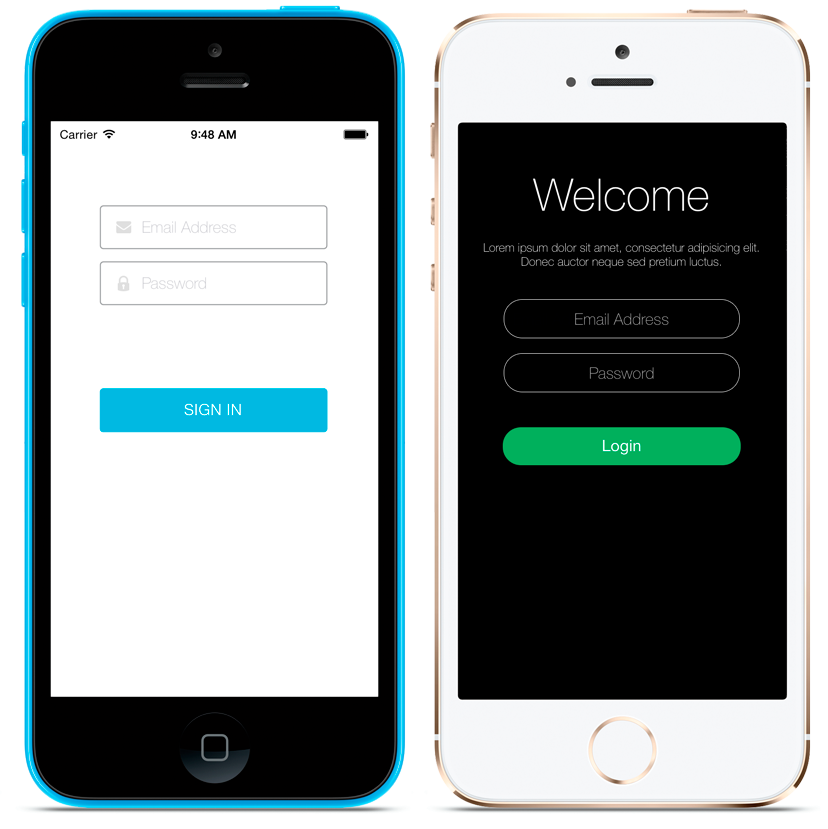 Carrier
9:48 AM
Email Address
Password
SIGN IN
Welcome
Lorem ipsum dolor sit amet, consectetur adipisicing elit.
Donec auctor neque sed pretium luctus.
Email Address
Password
Login